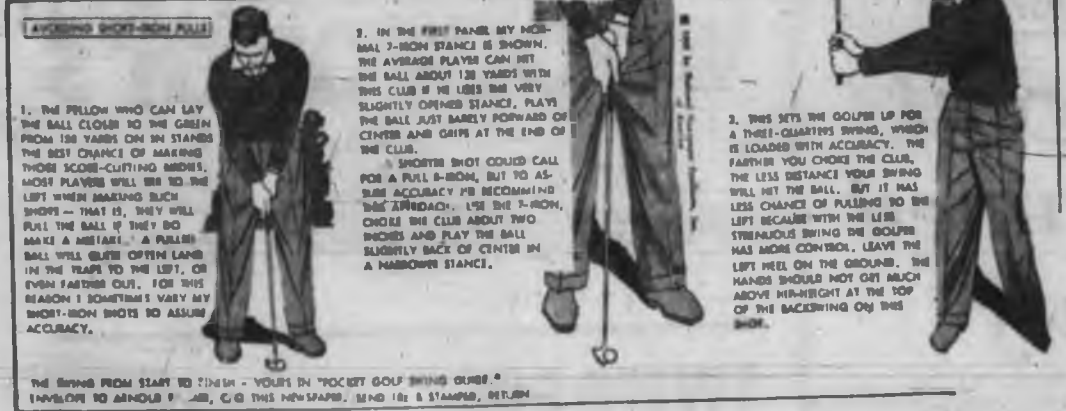 AVOIDING SHORT-IRON PULLS
1. THE FELLOW WHO CAN LAY
THE BALL CLOSER TO THE GREEN
FROM 150 YARDS ON IN STANDS
THE BEST CHANCE OF MAKING
THOSE SCORE-CUTTING BIRDIES.
MOST PLAYERS WILL ERR TO THE
LEFT WHEN MAKING SUCH
SHOTS — THAT IS, THEY WILL
PULL THE BALL IF THEY DO
MAKE A MISTAKE. A PULLED
BALL WILL QUITE OFTEN LAND
IN THE TRAPS TO THE LEFT, OR
EVEN FARTHER OUT. FOR THIS
REASON I SOMETIMES VARY MY
SHORT-IRON SHOTS TO ASSURE
ACCURACY.
2. IN THE FIRST PANEL MY NOR-
MAL 7-IRON STANCE IS SHOWN.
THE AVERAGE PLAYER CAN HIT
THE BALL ABOUT YARDS WITH
THIS CLUB IF HE USES THE VERY
SLIGHTLY OPENED STANCE, PLAYS
THE BALL JUST BARELY FORWARD OF
CENTER AND GRIPS AT THE END OF
THE CLUB.
A SHORTER SHOT COULD CALL
FOR A FULL 8-IRON, BUT TO AS-
SURE ACCURACY I'D RECOMMEND
THIS APPROACH. USE THE 7-IRON,
CHOKE THE CLUB ABOUT TWO
INCHES AND PLAY THE BALL
SLIGHTLY BACK OF CENTER IN
A NARROWER STANCE.
3. THIS SETS THE GOLFER UP FOR
A THREE-QUARTERS SWING, WHICH
IS LOADED WITH ACCURACY. THE
FARTHER YOU CHOKE THE CLUB,
THE LESS DISTANCE YOUR SWING
WILL HIT THE BALL. BUT IT HAS
LESS CHANCE OF PULLING TO THE
LEFT BECAUSE WITH THE LESS
STRENUOUS SWING THE GOLFER
HAS MORE CONTROL. LEAVE THE
LEFT HEEL ON THE GROUND. THE
HANDS SHOULD NOT GET MUCH
ABOVE HIP-HEIGHT AT THE TOP
OF THE BACKSWING ON THIS
SHOT.
THE SWING FROM START TO FINISH - YOURS IN "POCKET GOLF SWING GUIDE."
ENVELOPE TO ARNOLD C/O THIS NEWSPAPER. SEND & STAMPED, RETURN